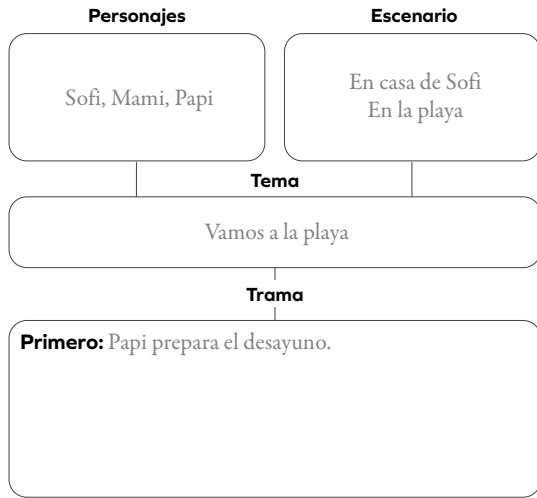 Personajes
Escenario
Sofi, Mami, Papi
En casa de Sofi
En la playa
Tema
Vamos a la playa
Trama
Primero: Papi prepara el desayuno.